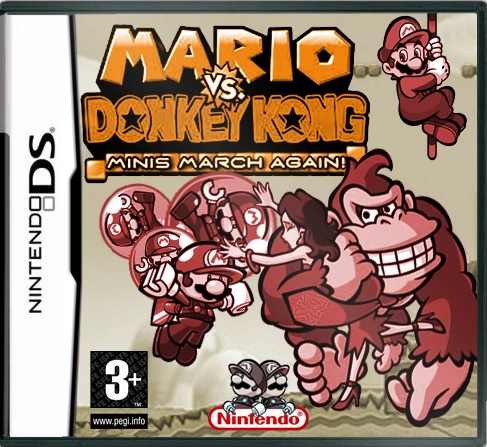 MARIO
VS.
DONKEY KONG
MINIS MARCH AGAIN!
NINTENDO DS
3+
www.pegi.info
Nintendo